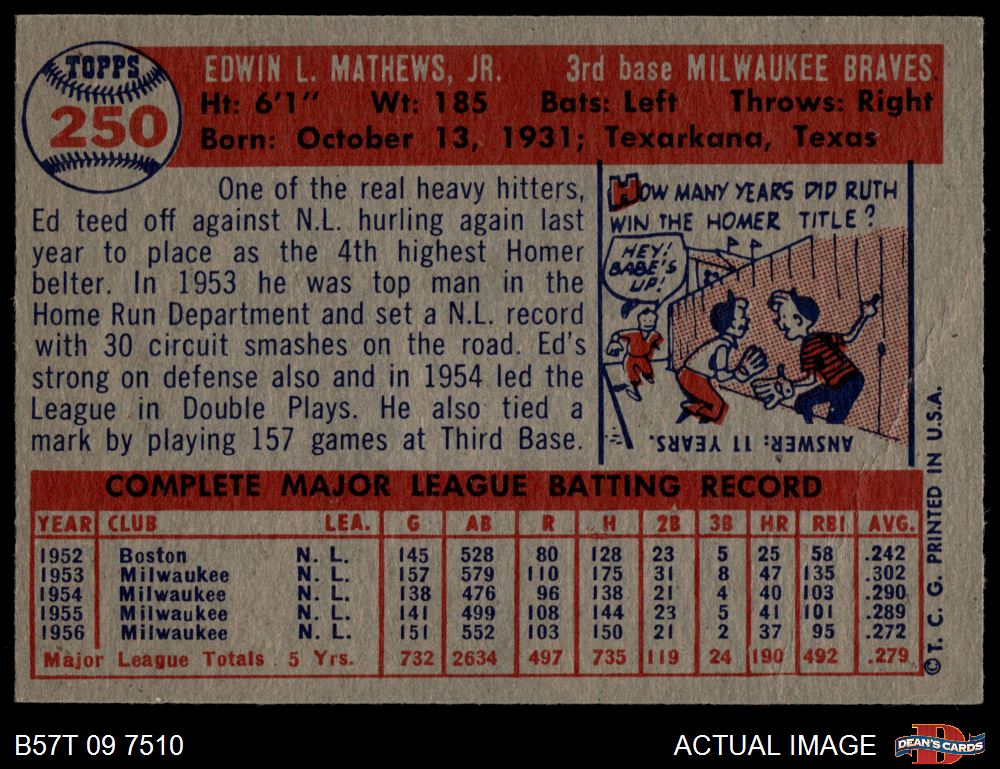 TOPPS
250
EDWIN L. MATHEWS, JR. 3rd base MILWAUKEE BRAVES
Ht: 6'1" Wt: 185 Bats: Left Throws: Right
Born: October 13, 1931; Texarkana, Texas
One of the real heavy hitters,
Ed teed off against N.L. hurling again last
year to place as the 4th highest Homer
belter. In 1953 he was top man in the
Home Run Department and set a N.L. record
with 30 circuit smashes on the road. Ed's
strong on defense also and in 1954 led the
League in Double Plays. He also tied a
mark by playing 157 games at Third Base.
HOW MANY YEARS DID RUTH
WIN THE HOMER TITLE?
HEY!
BABE'S
UP!
ANSWER: 11 YEARS.
COMPLETE MAJOR LEAGUE BATTING RECORD
YEAR CLUB LEA. G AB R H 2B 3B HR RBI AVG.
1952 Boston N. L. 145 528 80 128 23 5 25 58 .242
1953 Milwaukee N. L. 157 579 110 175 31 8 47 135 .302
1954 Milwaukee N. L. 138 476 96 138 21 4 40 103 .290
1955 Milwaukee N. L. 141 499 108 144 23 5 41 101 .289
1956 Milwaukee N. L. 151 552 103 150 21 2 37 95 .272
Major League Totals 5 Yrs. 732 2634 497 735 119 24 190 492 .279
© T. C. G. PRINTED IN U.S.A.
B57T 09 7510
ACTUAL IMAGE
D
DEAN'S CARDS